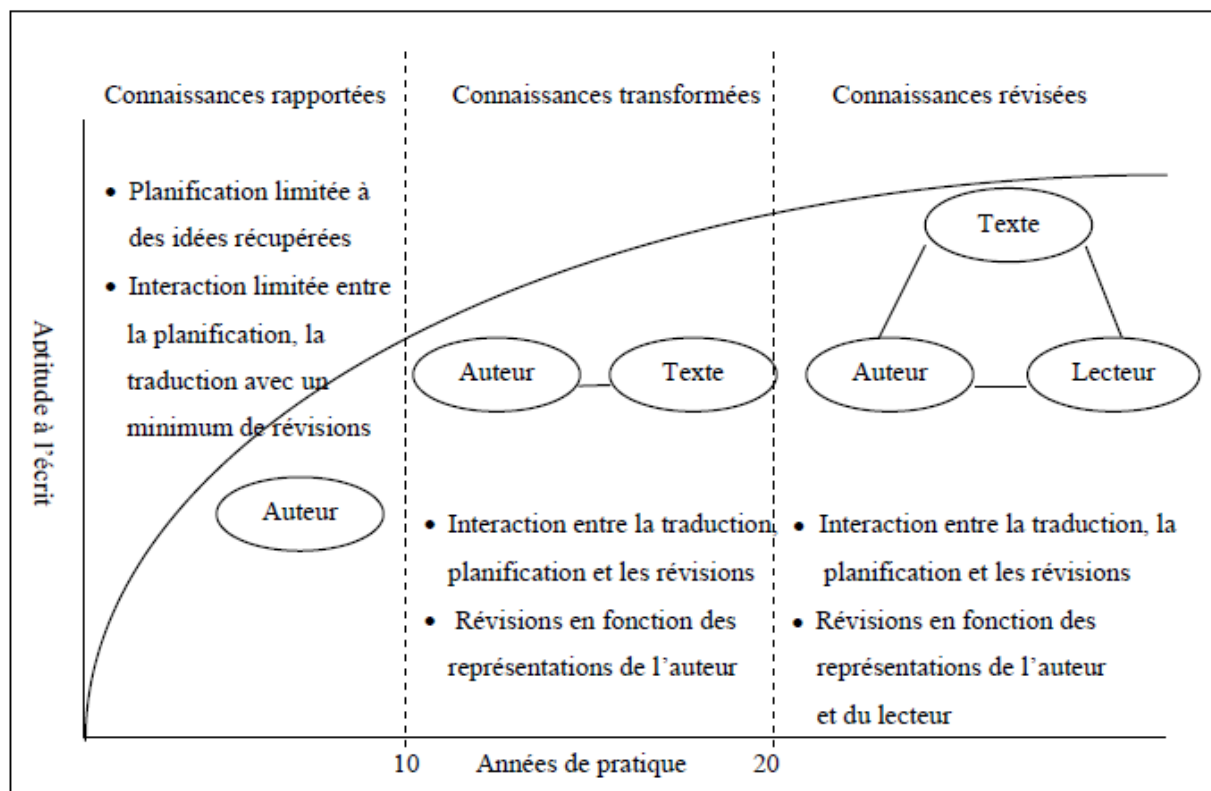 Connaissances rapportées
Connaissances transformées
Connaissances révisées
• Planification limitée à
des idées récupérées
• Interaction limitée entre
la planification, la
traduction avec un
minimum de révisions
Auteur
Auteur
Texte
• Interaction entre la traduction,
planification et les révisions
• Révisions en fonction des
représentations de l’auteur
Texte
Auteur
Lecteur
• Interaction entre la traduction, la
planification et les révisions
• Révisions en fonction des
représentations de l’auteur
et du lecteur
Aptitude à l’écrit
10
Années de pratique
20